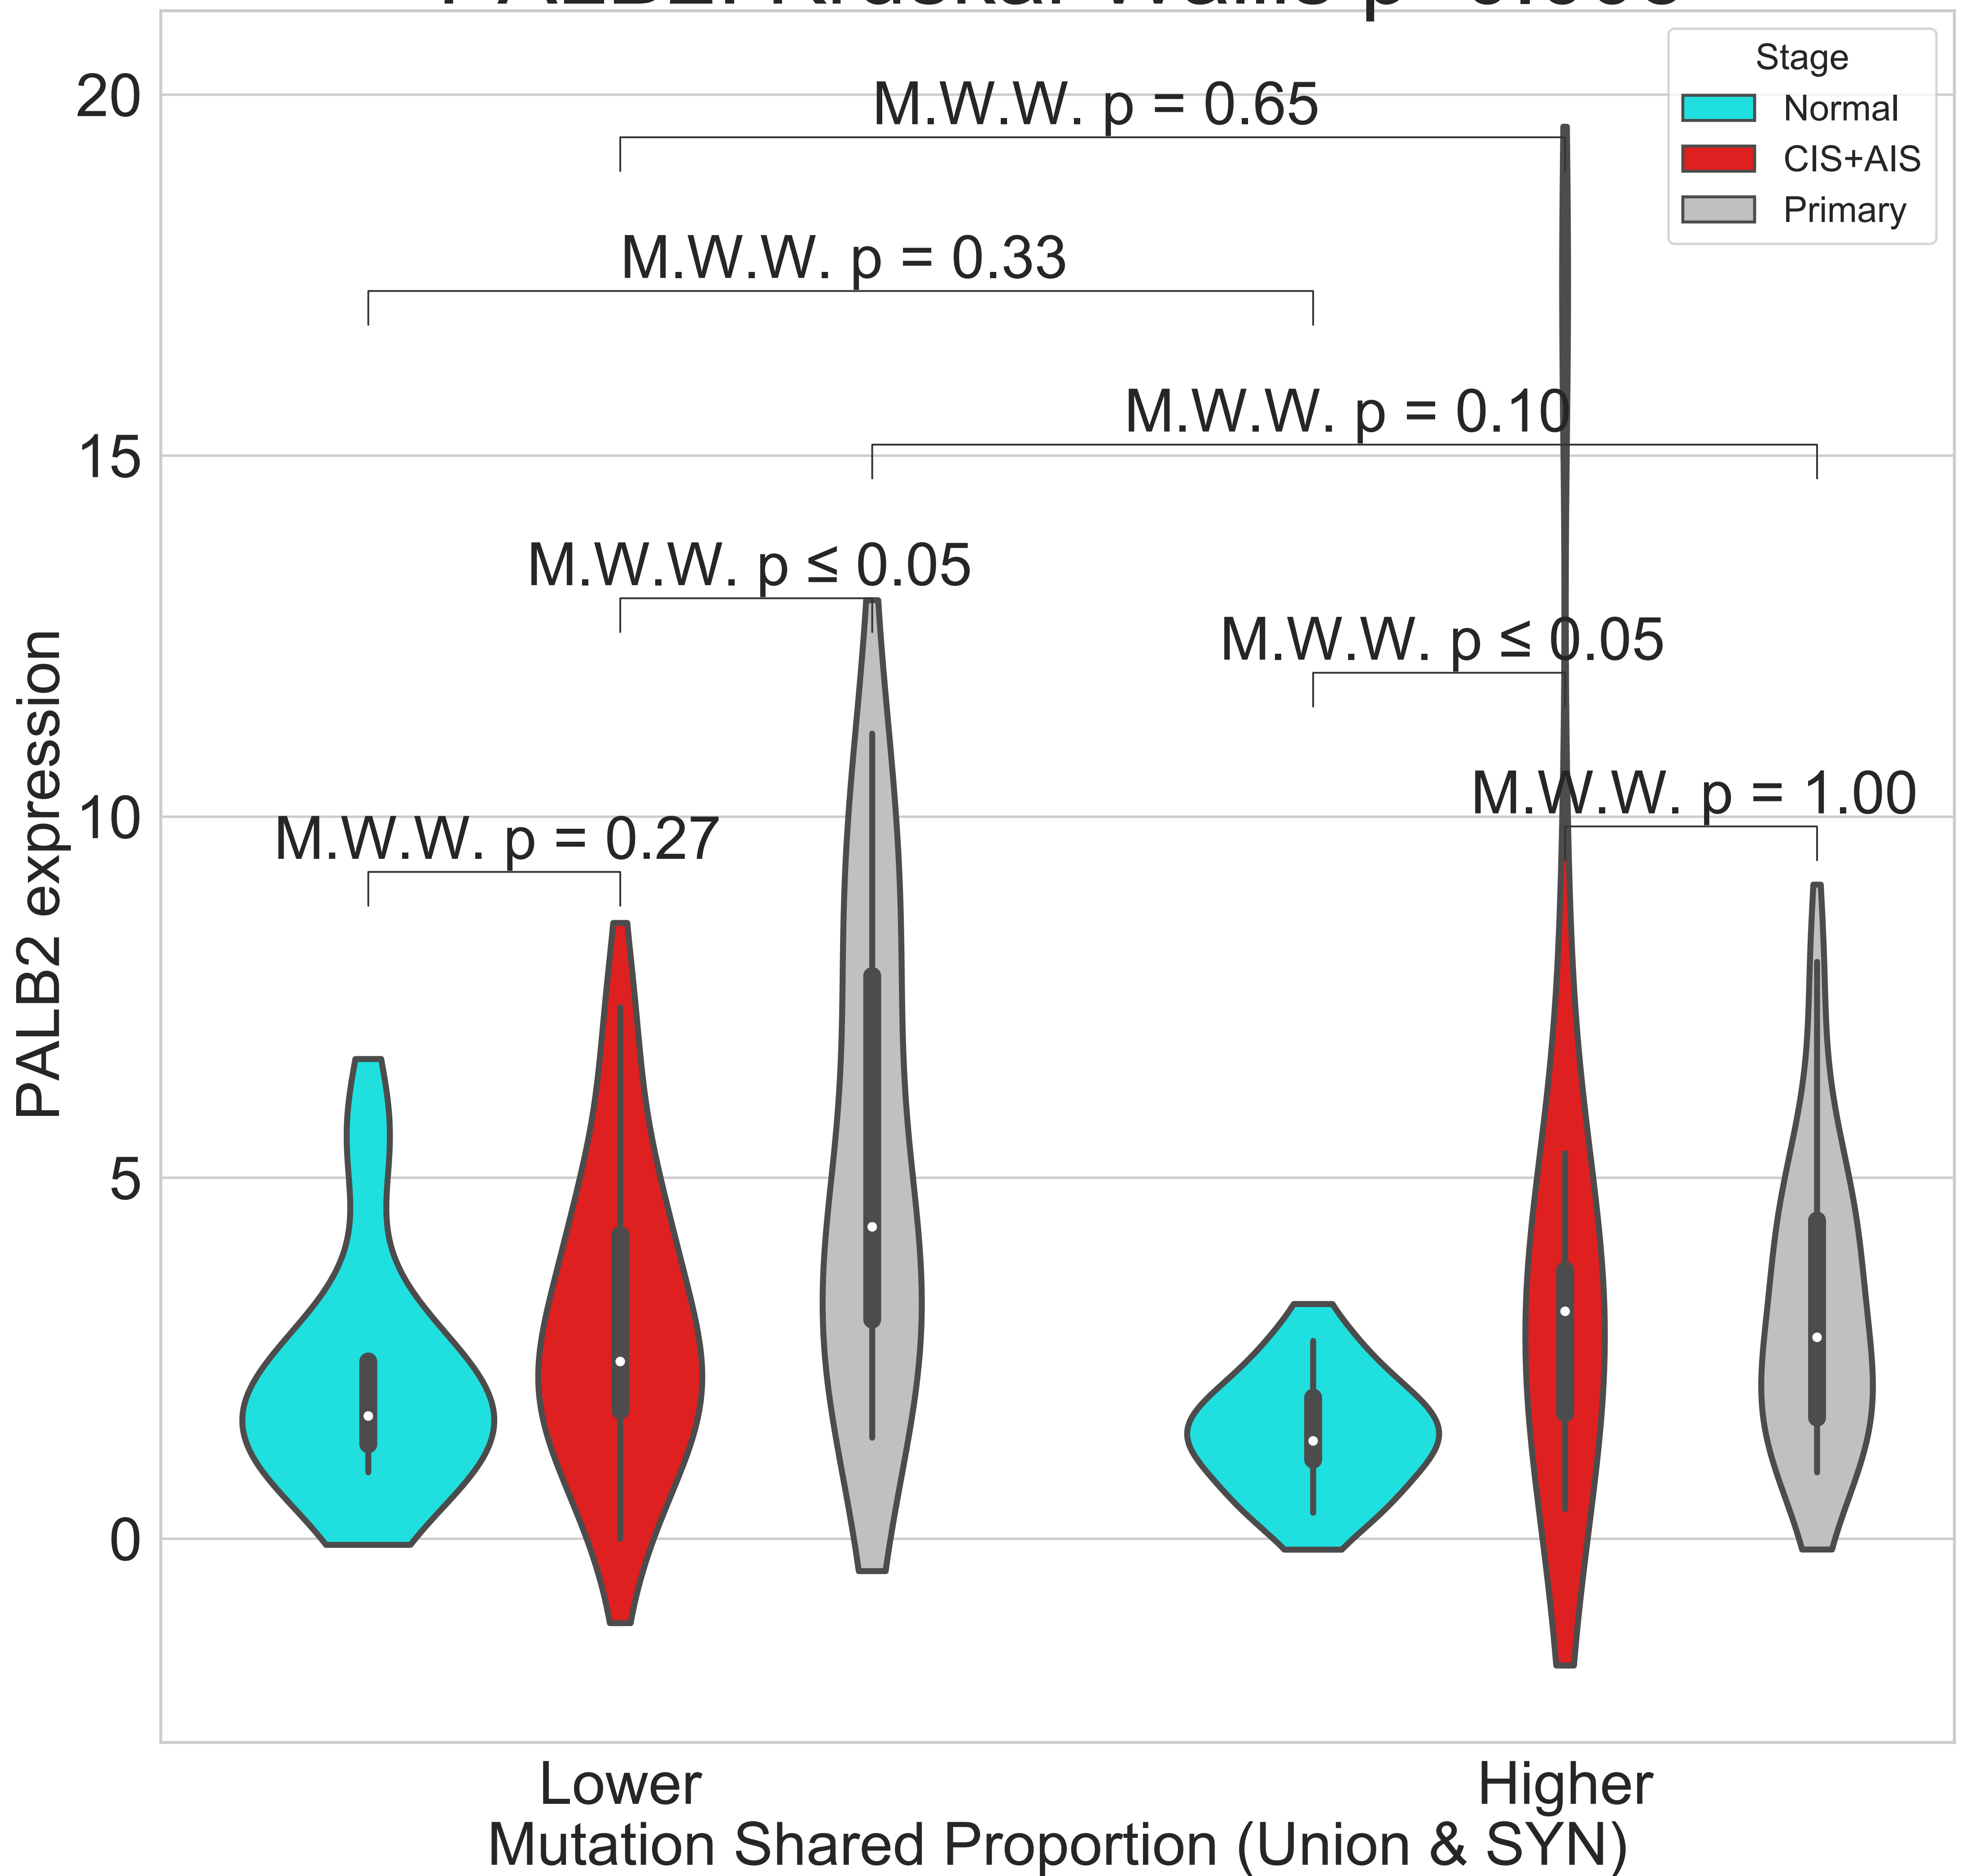 Stage
Normal
CIS+AIS
Primary
20
15
10
5
0
PALB2 expression
M.W.W. p = 0.65
M.W.W. p = 0.33
M.W.W. p = 0.10
M.W.W. p ≤ 0.05
M.W.W. p ≤ 0.05
M.W.W. p = 1.00
M.W.W. p = 0.27
Lower
Higher
Mutation Shared Proportion (Union & SYN)